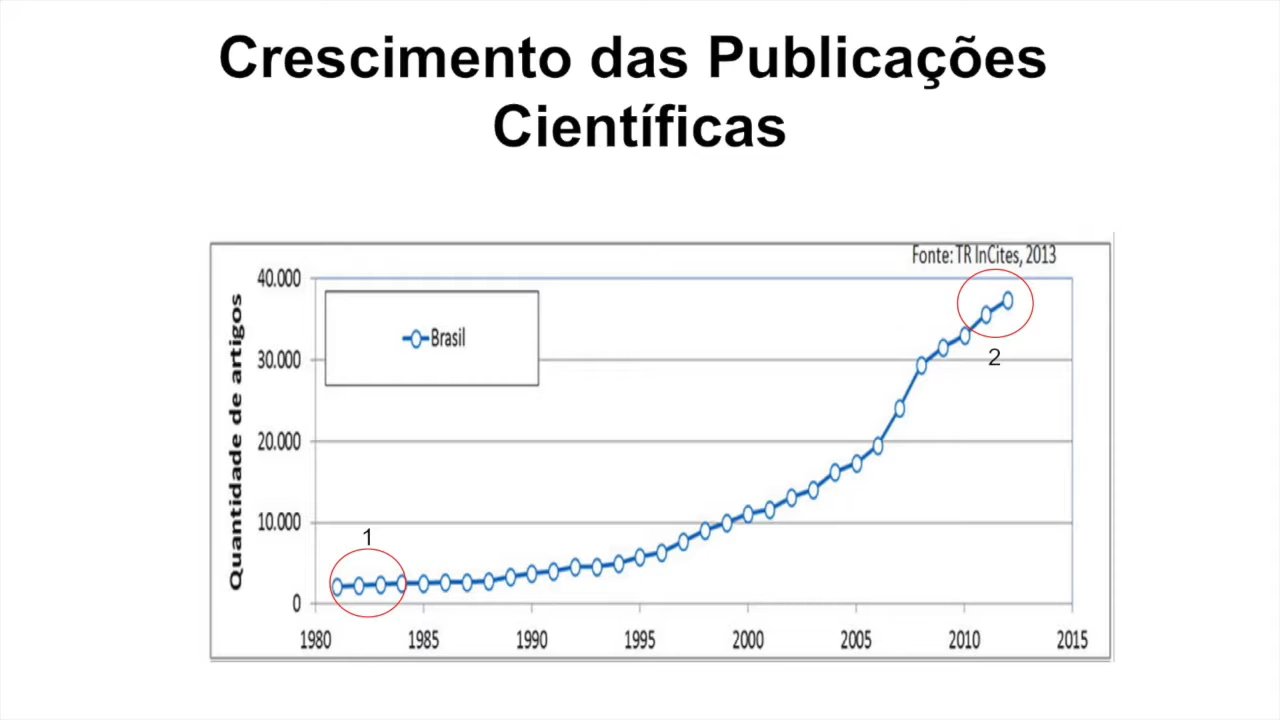 Crescimento das Publicações
Científicas
Fonte: TR InCites, 2013
Quantidade de artigos
40.000
30.000
20.000
10.000
0
Brasil
1
2
1980 1985 1990 1995 2000 2005 2010 2015